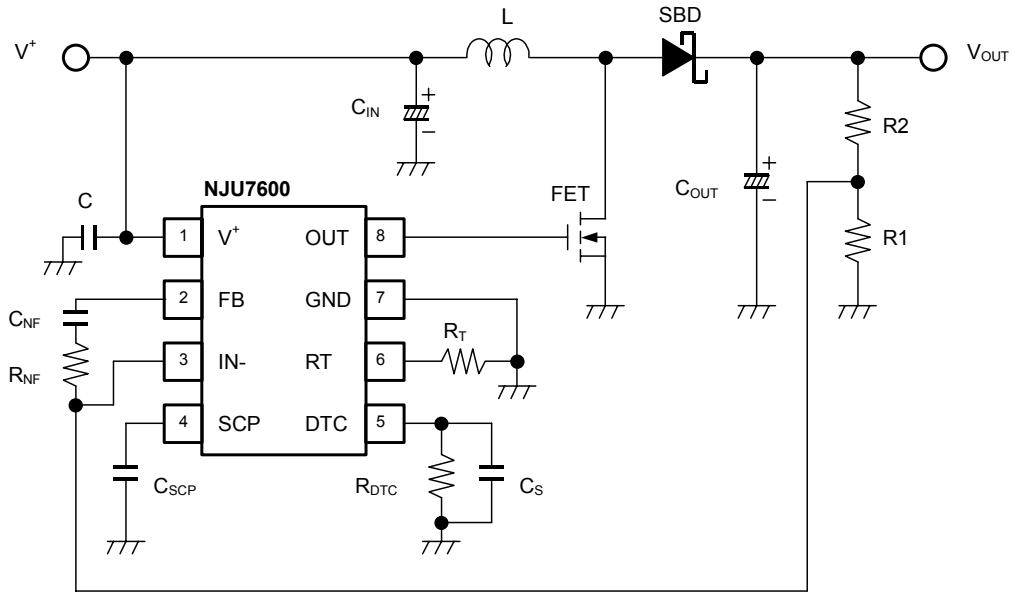 L
SBD
V+
VOUT
CIN
+
−
R2
NJU7600
FET
COUT
+
−
C
1
V+
OUT
8
R1
2
FB
GND
7
CNF
RT
3
IN-
RT
6
RNF
4
SCP
DTC
5
CSCP
RDTC
CS